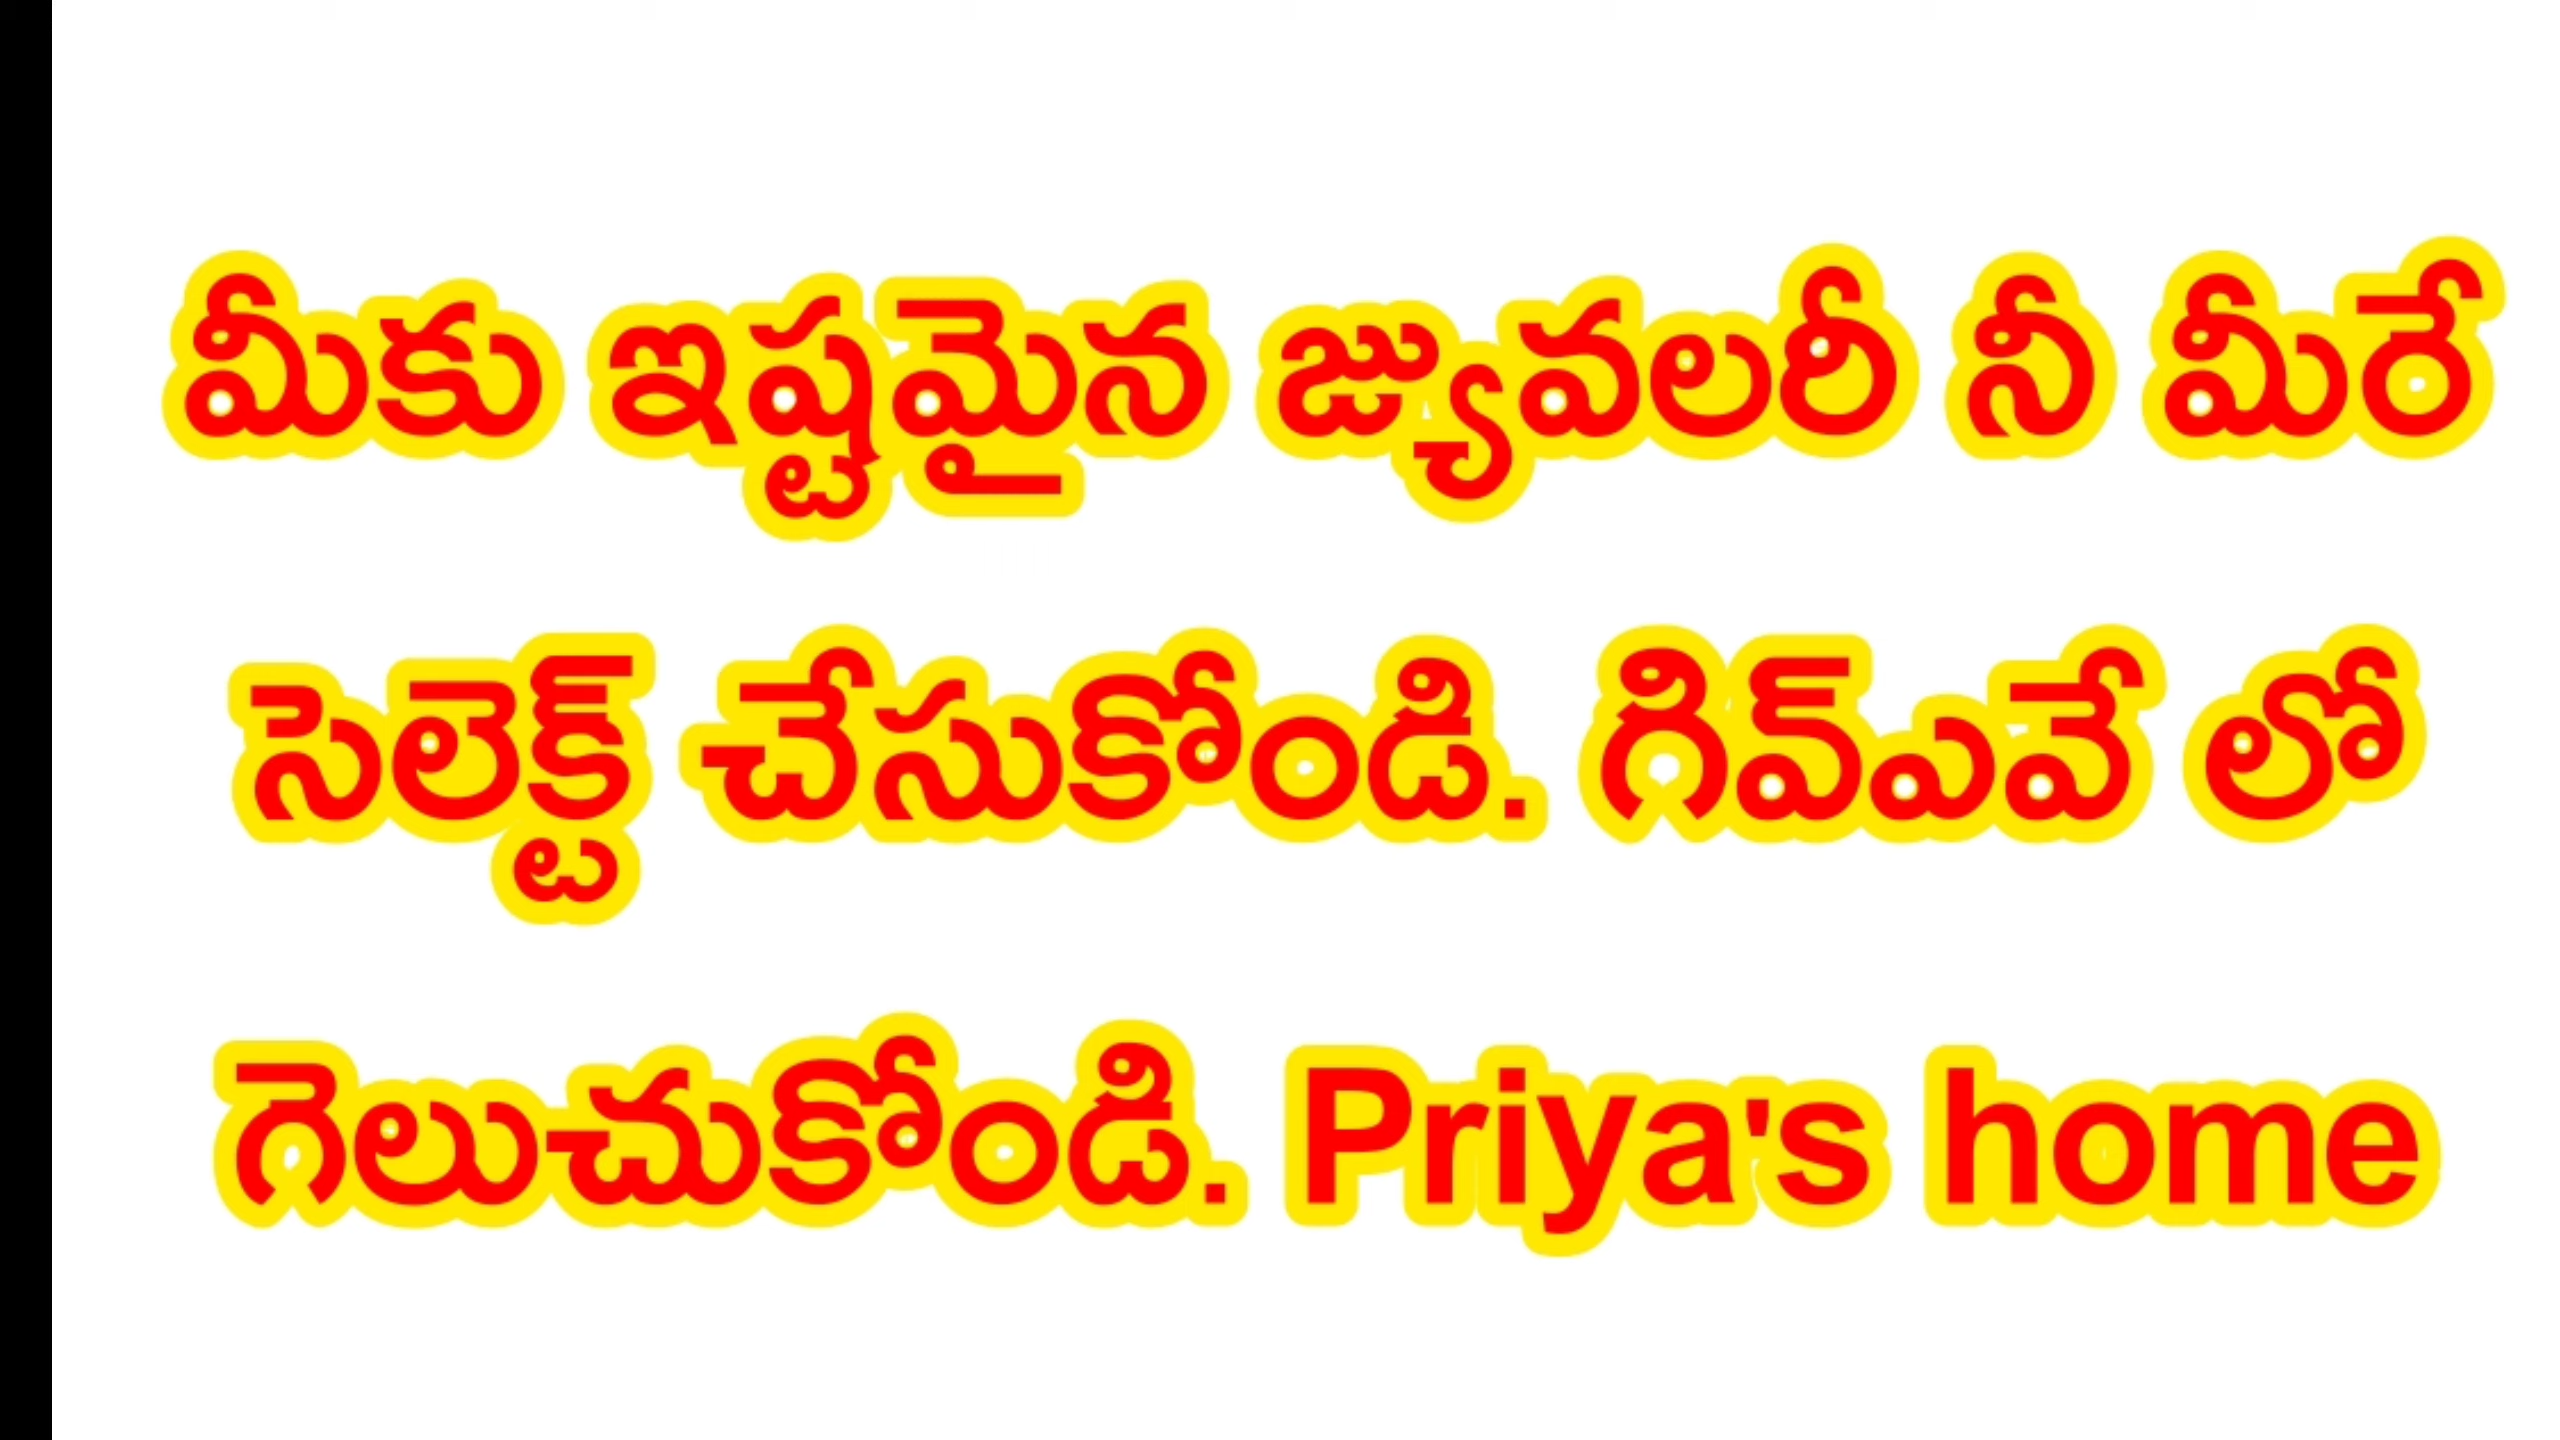 మీకు ఇష్టమైన జ్యువలరీ నీ మీరే
సెలెక్ట్ చేసుకోండి. గివ్ఎవే లో
గెలుచుకోండి. Priya's home